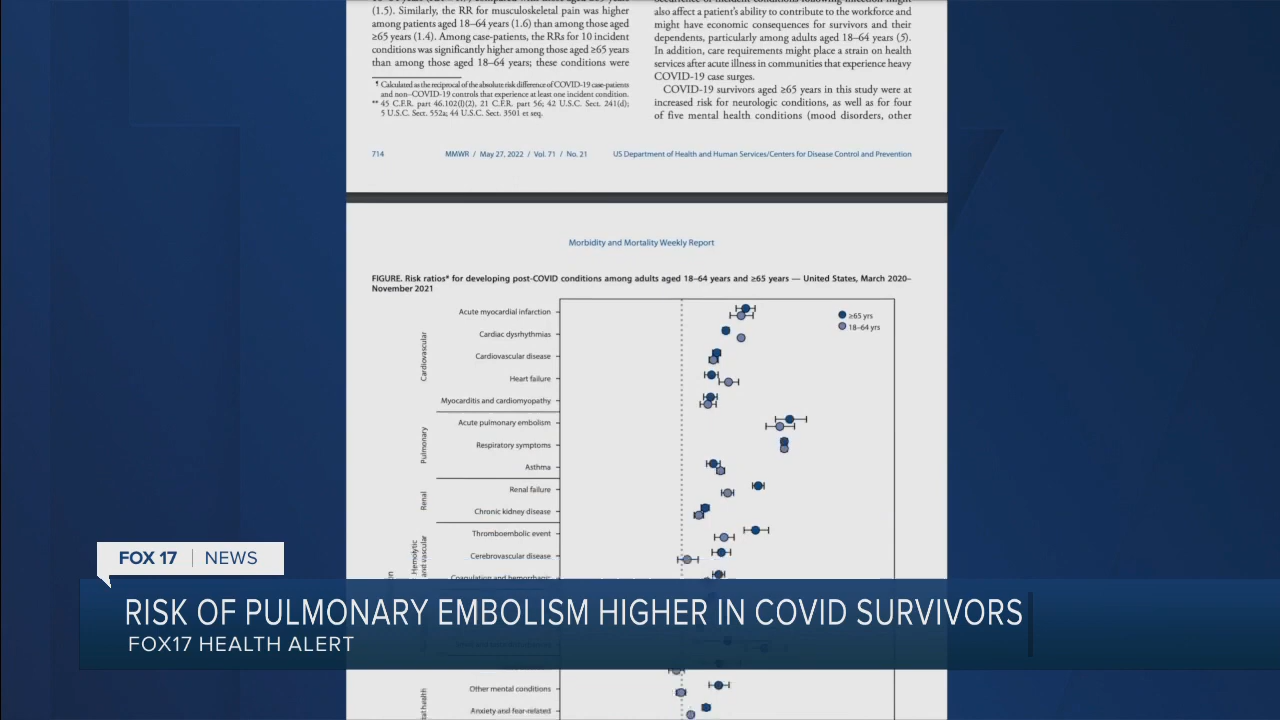 (1.5). Similarly, the RR for musculoskeletal pain was higher
among patients aged 18–64 years (1.6) than among those aged
≥65 years (1.4). Among case-patients, the RRs for 10 incident
conditions was significantly higher among those aged ≥65 years
than among those aged 18–64 years; these conditions were
¶ Calculated as the reciprocal of the absolute risk difference of COVID-19 case-patients
and non–COVID-19 controls that experience at least one incident condition.
** 45 C.F.R. part 46.102(l)(2), 21 C.F.R. part 56; 42 U.S.C. Sect. 241(d);
5 U.S.C. Sect. 552a; 44 U.S.C. Sect. 3501 et seq.
also affect a patient's ability to contribute to the workforce and
might have economic consequences for survivors and their
dependents, particularly among adults aged 18–64 years (5).
In addition, care requirements might place a strain on health
services after acute illness in communities that experience heavy
COVID-19 case surges.
COVID-19 survivors aged ≥65 years in this study were at
increased risk for neurologic conditions, as well as for four
of five mental health conditions (mood disorders, other
714
MMWR / May 27, 2022 / Vol. 71 / No. 21
US Department of Health and Human Services/Centers for Disease Control and Prevention
Morbidity and Mortality Weekly Report
FIGURE. Risk ratios* for developing post-COVID conditions among adults aged 18–64 years and ≥65 years — United States, March 2020–
November 2021
≥65 yrs
18–64 yrs
Cardiovascular
Acute myocardial infarction
Cardiac dysrhythmias
Cardiovascular disease
Heart failure
Myocarditis and cardiomyopathy
Pulmonary
Acute pulmonary embolism
Respiratory symptoms
Asthma
Renal
Renal failure
Chronic kidney disease
Hemolytic
and vascular
Thromboembolic event
Cerebrovascular disease
Coagulation and hemorrhagic
FOX 17 | NEWS
RISK OF PULMONARY EMBOLISM HIGHER IN COVID SURVIVORS
FOX17 HEALTH ALERT
Other mental conditions
Anxiety and fear-related